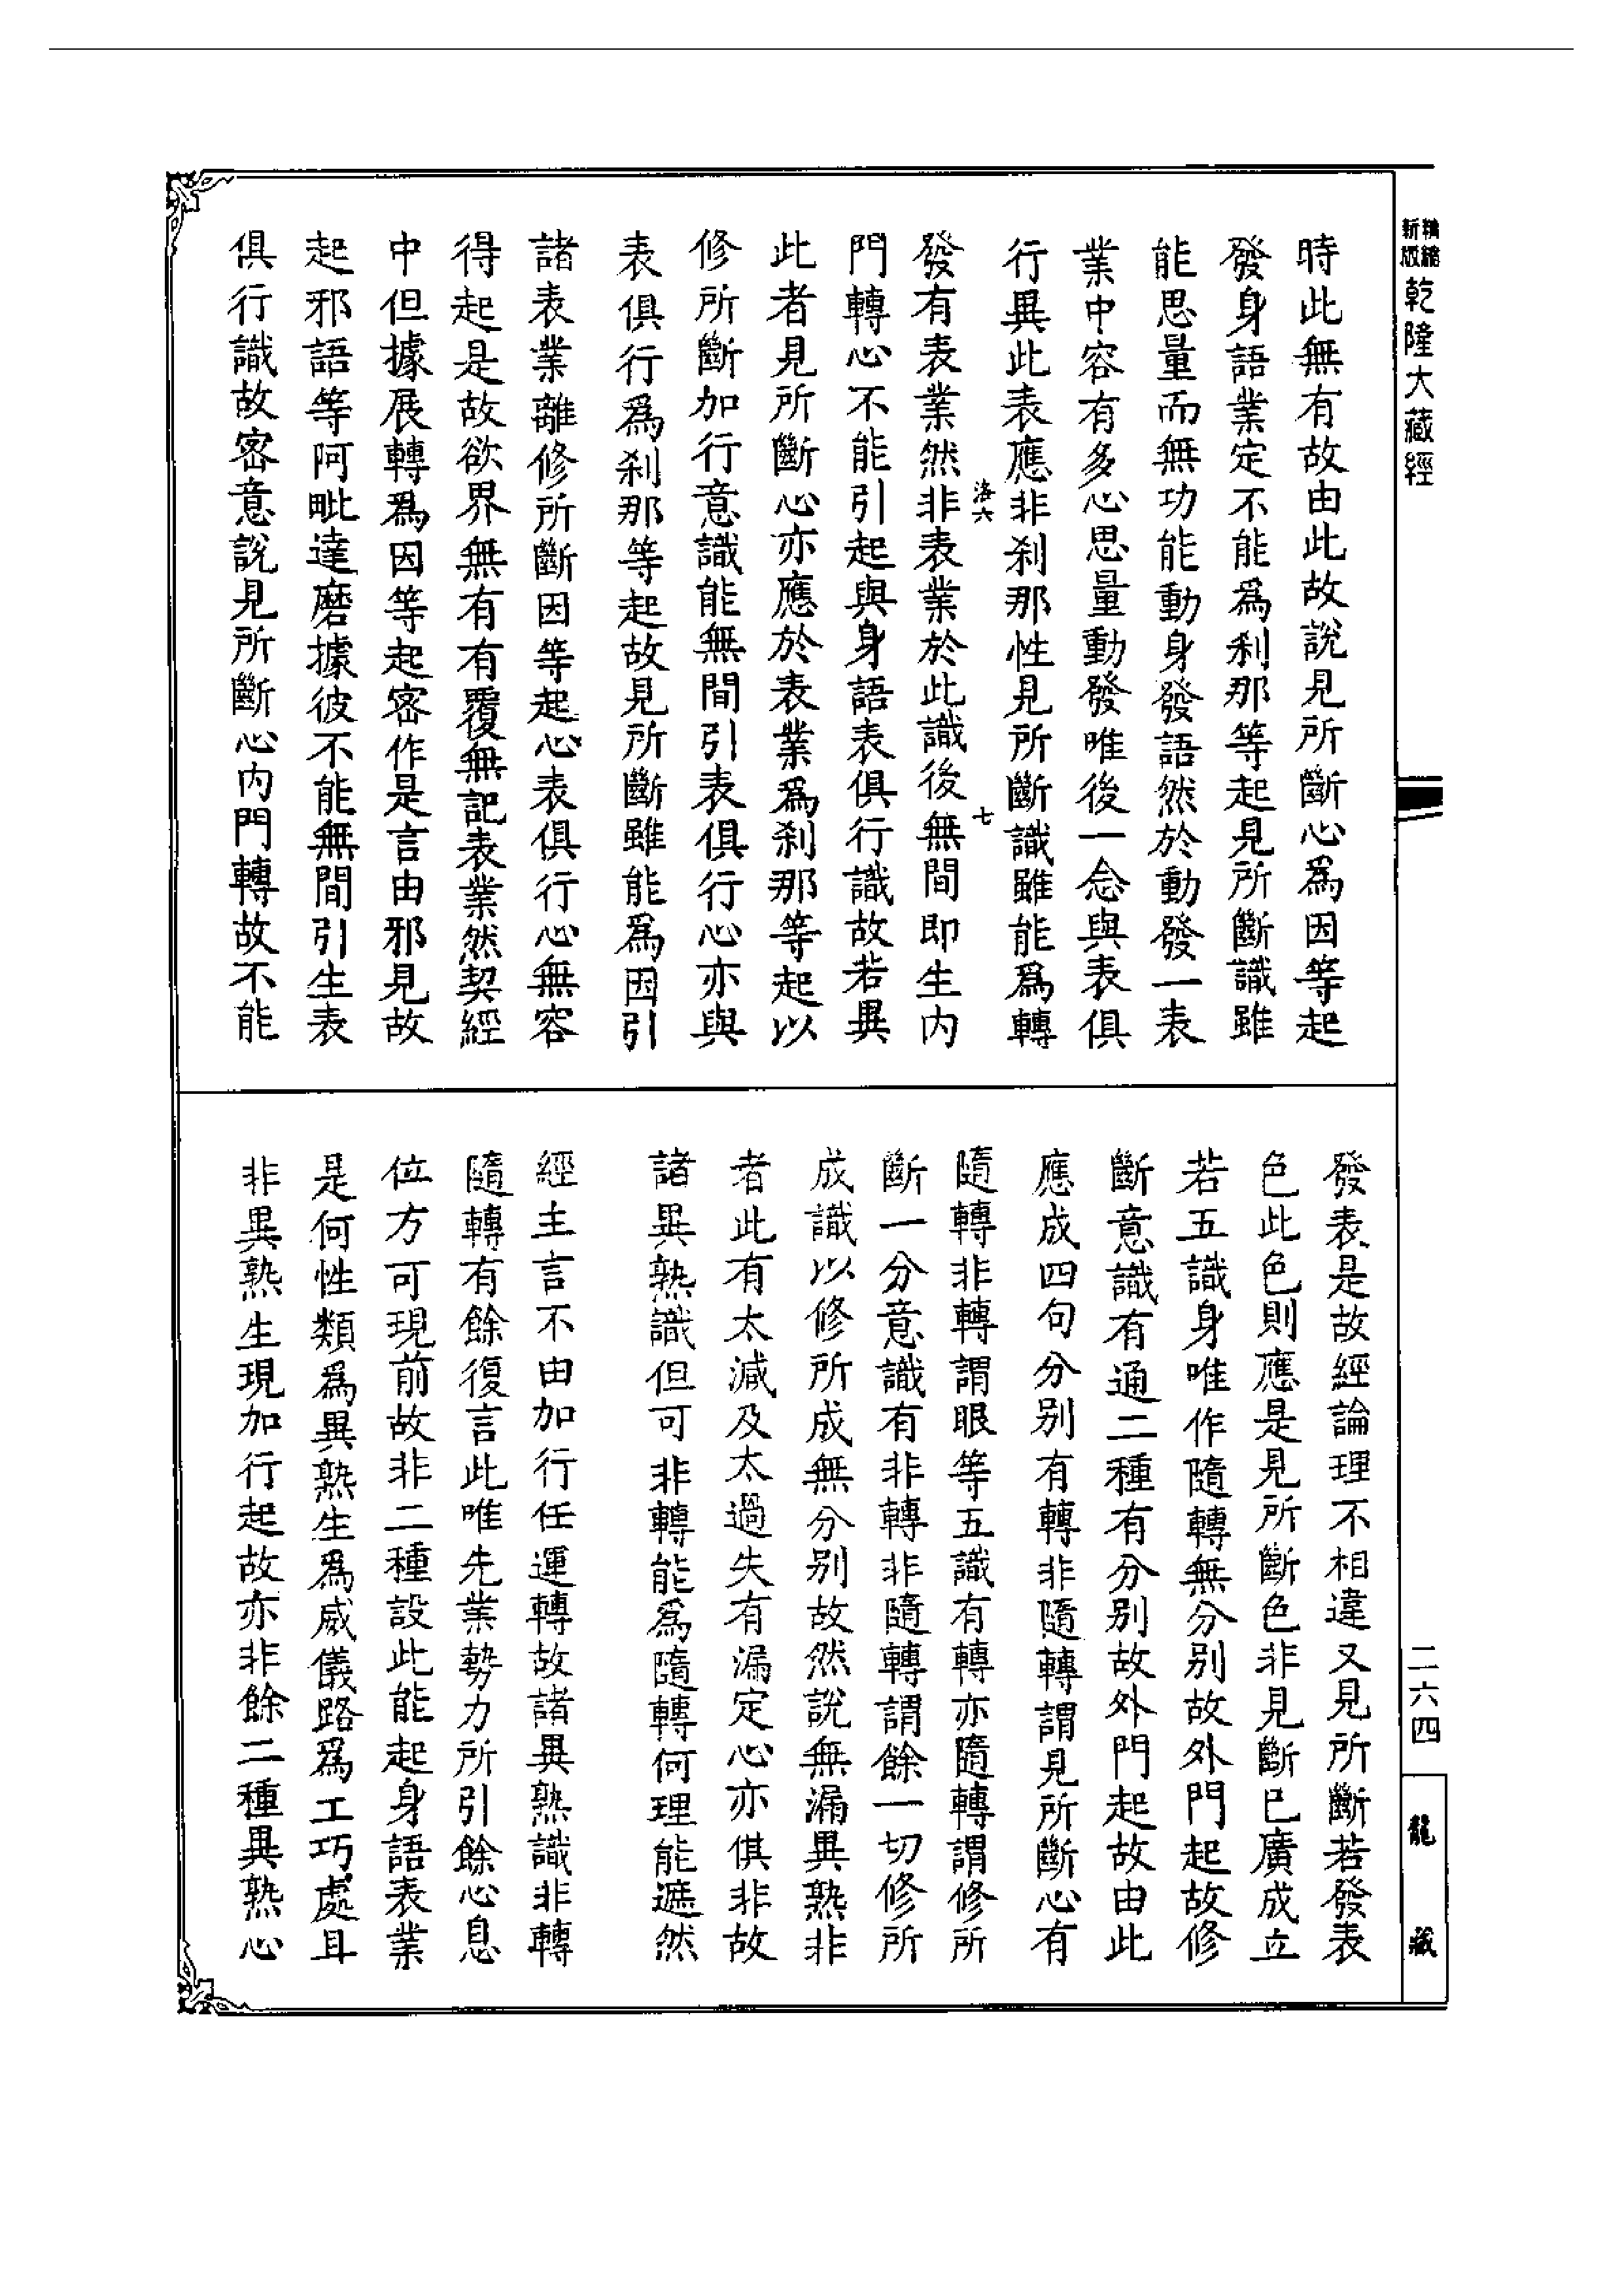 新版精縮乾隆大藏經
時此無有故由此故說見所斷心爲因等起
發身語業定不能爲刹那等起見所斷識雖
能思量而無功能動身發語然於動發一表
業中容有多心思量動發唯後一念與表俱
行異此表應非刹那性見所斷識雖能爲轉
洛六
七
發有表業然非表業於此識後無間即生內
門轉心不能引起與身語表俱行識故若異
此者見所斷心亦應於表業爲刹那等起以
修所斷加行意識能無間引表俱行心亦與
表俱行爲刹那等起故見所斷雖能爲因引
諸表業離修所斷因等起心表俱行心無容
得起是故欲界無有有覆無記表業然契經
中但據展轉爲因等起密作是言由邪見故
起邪語等阿毗達磨據彼不能無間引生表
俱行識故密意說見所斷心內門轉故不能
發表是故經論理不相違又見所斷若發表
色此色則應是見所斷色非見斷已廣成立
若五識身唯作隨轉無分別故外門起故修
斷意識有通二種有分別故外門起故由此
應成四句分別有轉非隨轉謂見所斷心有
隨轉非轉謂眼等五識有轉亦隨轉謂修所
斷一分意識有非轉非隨轉謂餘一切修所
成識以修所成無分別故然說無漏異熟非
者此有太減及太過失有漏定心亦俱非故
諸異熟識但可非轉能爲隨轉何理能遮然
經主言不由加行任運轉故諸異熟識非轉
隨轉有餘復言此唯先業勢力所引餘心息
位方可現前故非二種設此能起身語表業
是何性類爲異熟生爲威儀路爲工巧處且
非異熟生現加行起故亦非餘二種異熟心
二六四
龍藏